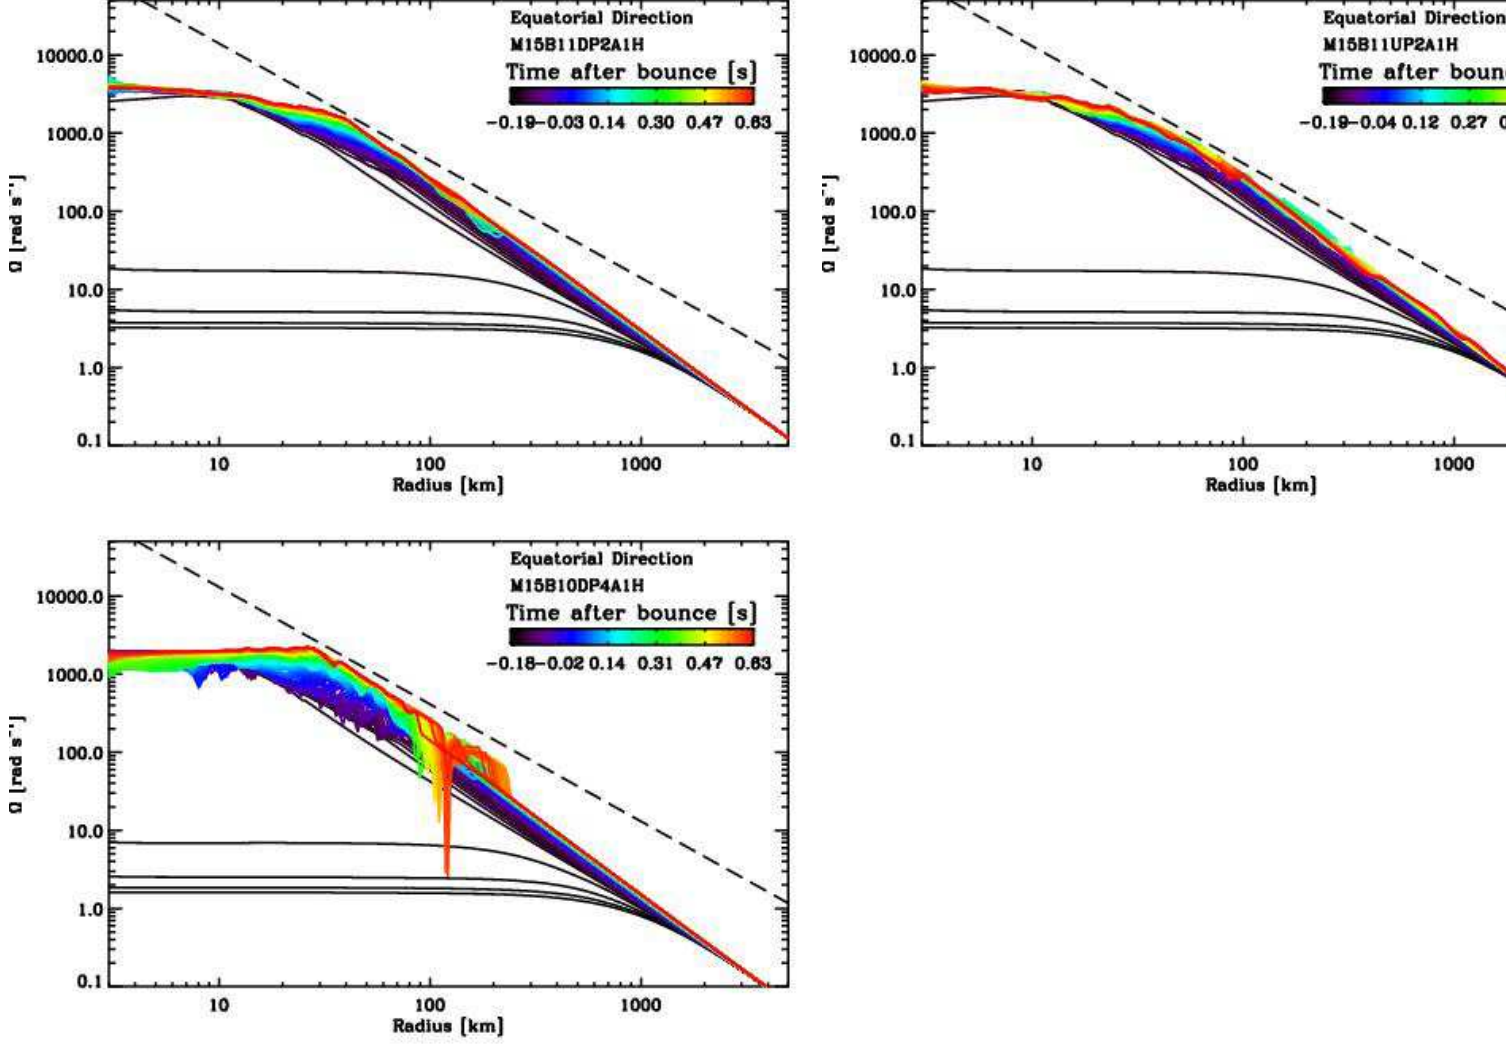 Equatorial Direction
M15B11DP2A1H
Time after bounce [s]
-0.19 -0.03 0.14 0.30 0.47 0.63
10000.0
1000.0
100.0
10.0
1.0
0.1
Ω [rad s⁻¹]
10 100 1000
Radius [km]
Equatorial Direction
M15B11UP2A1H
Time after bounc
-0.19 -0.04 0.12 0.27 0.
10000.0
1000.0
100.0
10.0
1.0
0.1
Ω [rad s⁻¹]
10 100 1000
Radius [km]
Equatorial Direction
M15B10DP4A1H
Time after bounce [s]
-0.18 -0.02 0.14 0.31 0.47 0.63
10000.0
1000.0
100.0
10.0
1.0
0.1
Ω [rad s⁻¹]
10 100 1000
Radius [km]